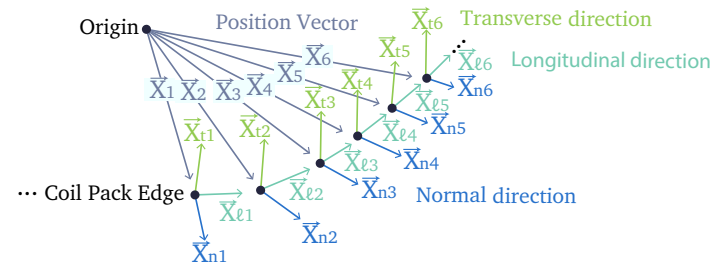 Origin
Position Vector
Transverse direction
Longitudinal direction
X⃗1 X⃗2 X⃗3 X⃗4 X⃗5 X⃗6
X⃗t1 X⃗t2 X⃗t3 X⃗t4 X⃗t5 X⃗t6
... Coil Pack Edge
X⃗ℓ1 X⃗ℓ2 X⃗ℓ3 X⃗ℓ4 X⃗ℓ5 X⃗ℓ6
X⃗n1 X⃗n2 X⃗n3 X⃗n4 X⃗n5 X⃗n6
Normal direction